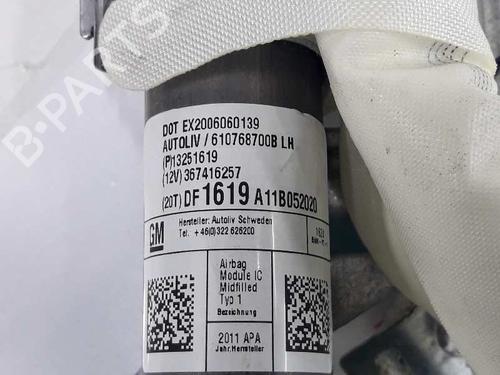 DOT EX2006060139
AUTOLIV / 610768700B LH
(P)13251619
(12V) 367416257
(20T) DF1619 A11B052020
GM
Hersteller: Autoliv Schweden
Tel. +46(0)322 626200
Airbag
Module IC
Midfilled
Typ 1
Bezeichnung
2011 APA
Jahr, Hersteller
B-PARTS